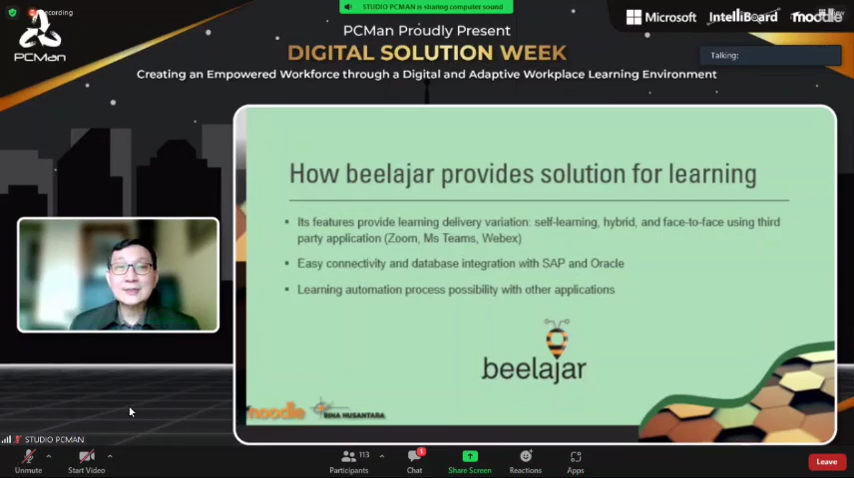 Recording
STUDIO PCMAN is sharing computer sound
PCMan
PCMan Proudly Present
DIGITAL SOLUTION WEEK
Creating an Empowered Workforce through a Digital and Adaptive Workplace Learning Environment
Microsoft IntelliBoard moodle
Talking:
How beelajar provides solution for learning
▪ Its features provide learning delivery variation: self-learning, hybrid, and face-to-face using third
party application (Zoom, Ms Teams, Webex)
▪ Easy connectivity and database integration with SAP and Oracle
▪ Learning automation process possibility with other applications
beelajar
moodle BINA NUSANTARA
STUDIO PCMAN
Unmute
Start Video
113
Participants
1
Chat
Share Screen
Reactions
Apps
Leave